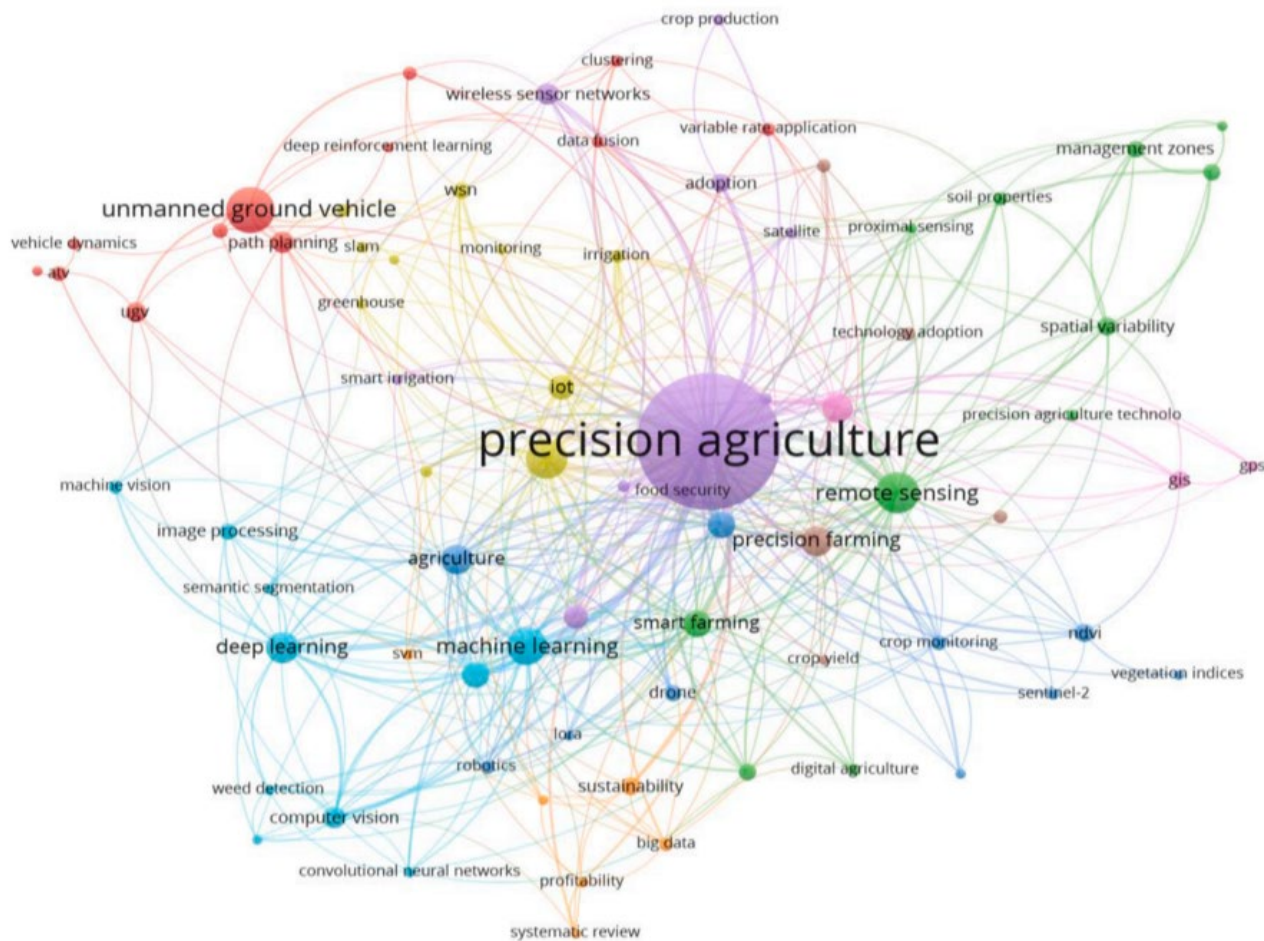 crop production
clustering
wireless sensor networks
variable rate application
data fusion
deep reinforcement learning
management zones
adoption
wsn
soil properties
unmanned ground vehicle
proximal sensing
satellite
vehicle dynamics
path planning
slam
monitoring
irrigation
atv
greenhouse
ugv
spatial variability
technology adoption
smart irrigation
iot
precision agriculture technolo
precision agriculture
gps
gis
machine vision
food security
remote sensing
image processing
precision farming
agriculture
semantic segmentation
smart farming
ndvi
crop monitoring
deep learning
svm
machine learning
crop yield
vegetation indices
drone
sentinel-2
lora
robotics
digital agriculture
weed detection
sustainability
computer vision
big data
convolutional neural networks
profitability
systematic review